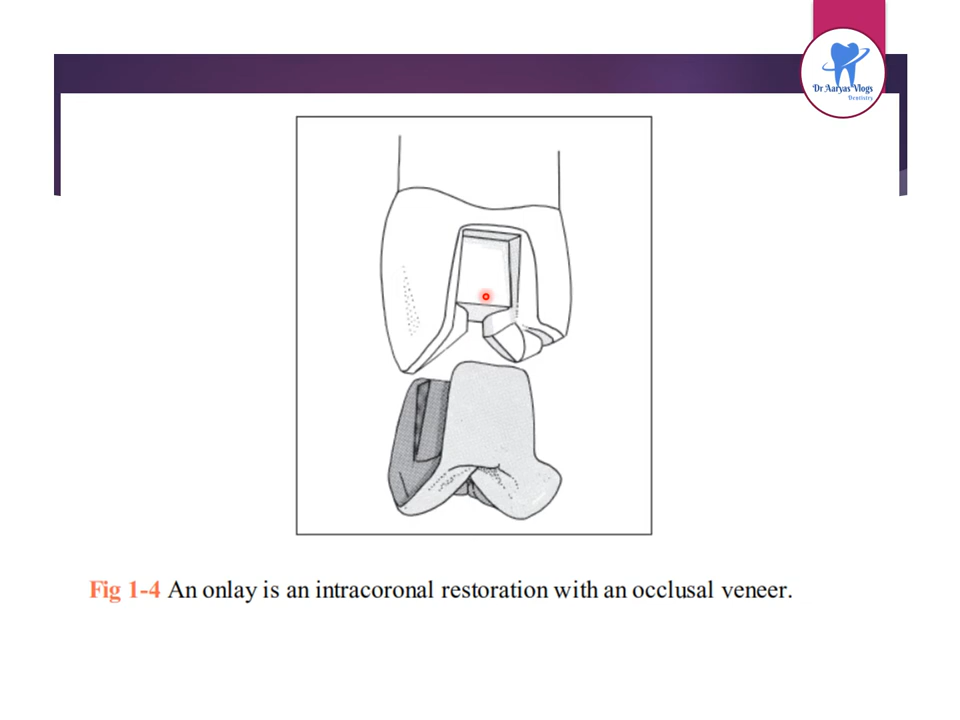 Dr Aaryas Vlogs
Dentistry
Fig 1-4 An onlay is an intracoronal restoration with an occlusal veneer.